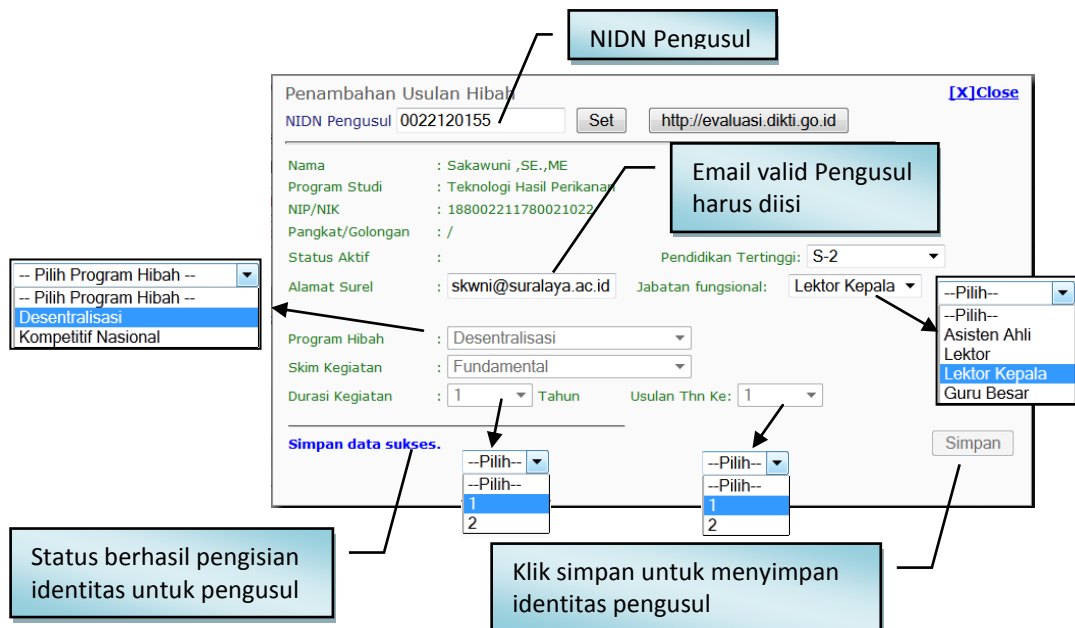 NIDN Pengusul
Penambahan Usulan Hibah
[X]Close
NIDN Pengusul 0022120155 Set http://evaluasi.dikti.go.id
Nama : Sakawuni ,SE.,ME
Email valid Pengusul
harus diisi
Program Studi : Teknologi Hasil Perikanan
NIP/NIK : 188002211780021022
Pangkat/Golongan : /
Status Aktif : Pendidikan Tertinggi: S-2
Alamat Surel : skwni@suralaya.ac.id Jabatan fungsional: Lektor Kepala
-- Pilih Program Hibah --
-- Pilih Program Hibah --
Desentralisasi
Kompetitif Nasional
--Pilih--
--Pilih--
Asisten Ahli
Lektor
Lektor Kepala
Guru Besar
Program Hibah : Desentralisasi
Skim Kegiatan : Fundamental
Durasi Kegiatan : 1 Tahun Usulan Thn Ke: 1
Simpan data sukses.
Simpan
--Pilih--
--Pilih--
1
2
--Pilih--
--Pilih--
1
2
Status berhasil pengisian
identitas untuk pengusul
Klik simpan untuk menyimpan
identitas pengusul